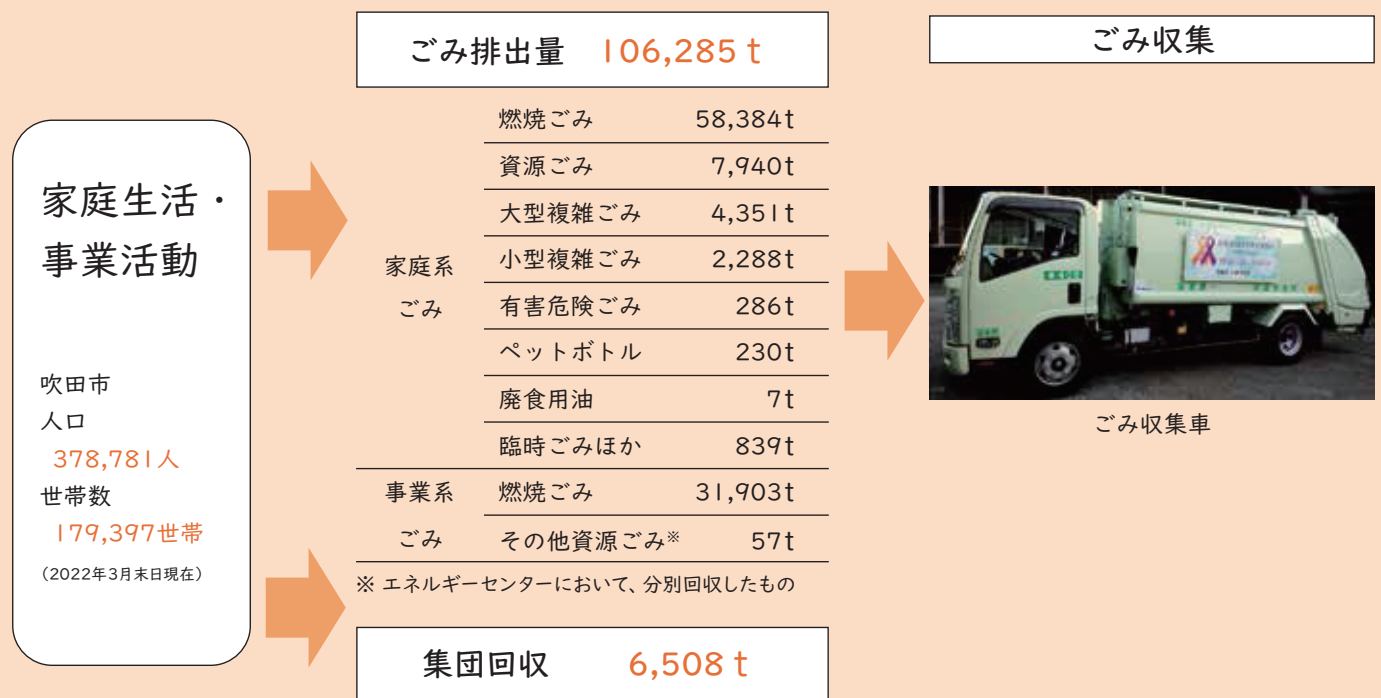 家庭生活・
事業活動
吹田市
人口
378,781人
世帯数
179,397世帯
(2022年3月末日現在)
ごみ排出量 106,285t
家庭系
ごみ
燃焼ごみ 58,384t
資源ごみ 7,940t
大型複雑ごみ 4,351t
小型複雑ごみ 2,288t
有害危険ごみ 286t
ペットボトル 230t
廃食用油 7t
臨時ごみほか 839t
事業系
ごみ
燃焼ごみ 31,903t
その他資源ごみ※ 57t
※ エネルギーセンターにおいて、分別回収したもの
集団回収 6,508t
ごみ収集
ごみ収集車